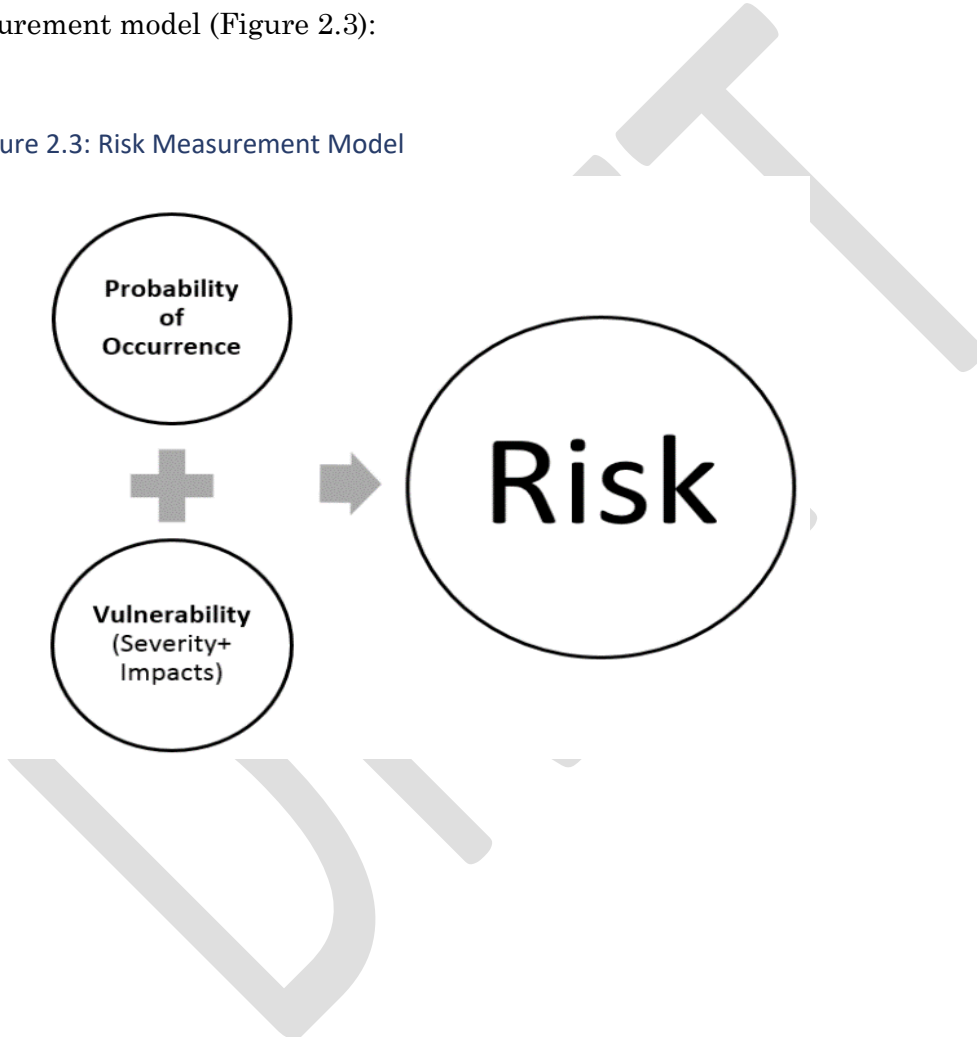 urement model (Figure 2.3):
ure 2.3: Risk Measurement Model
Probability
of
Occurrence
Risk
Vulnerability
(Severity+
Impacts)